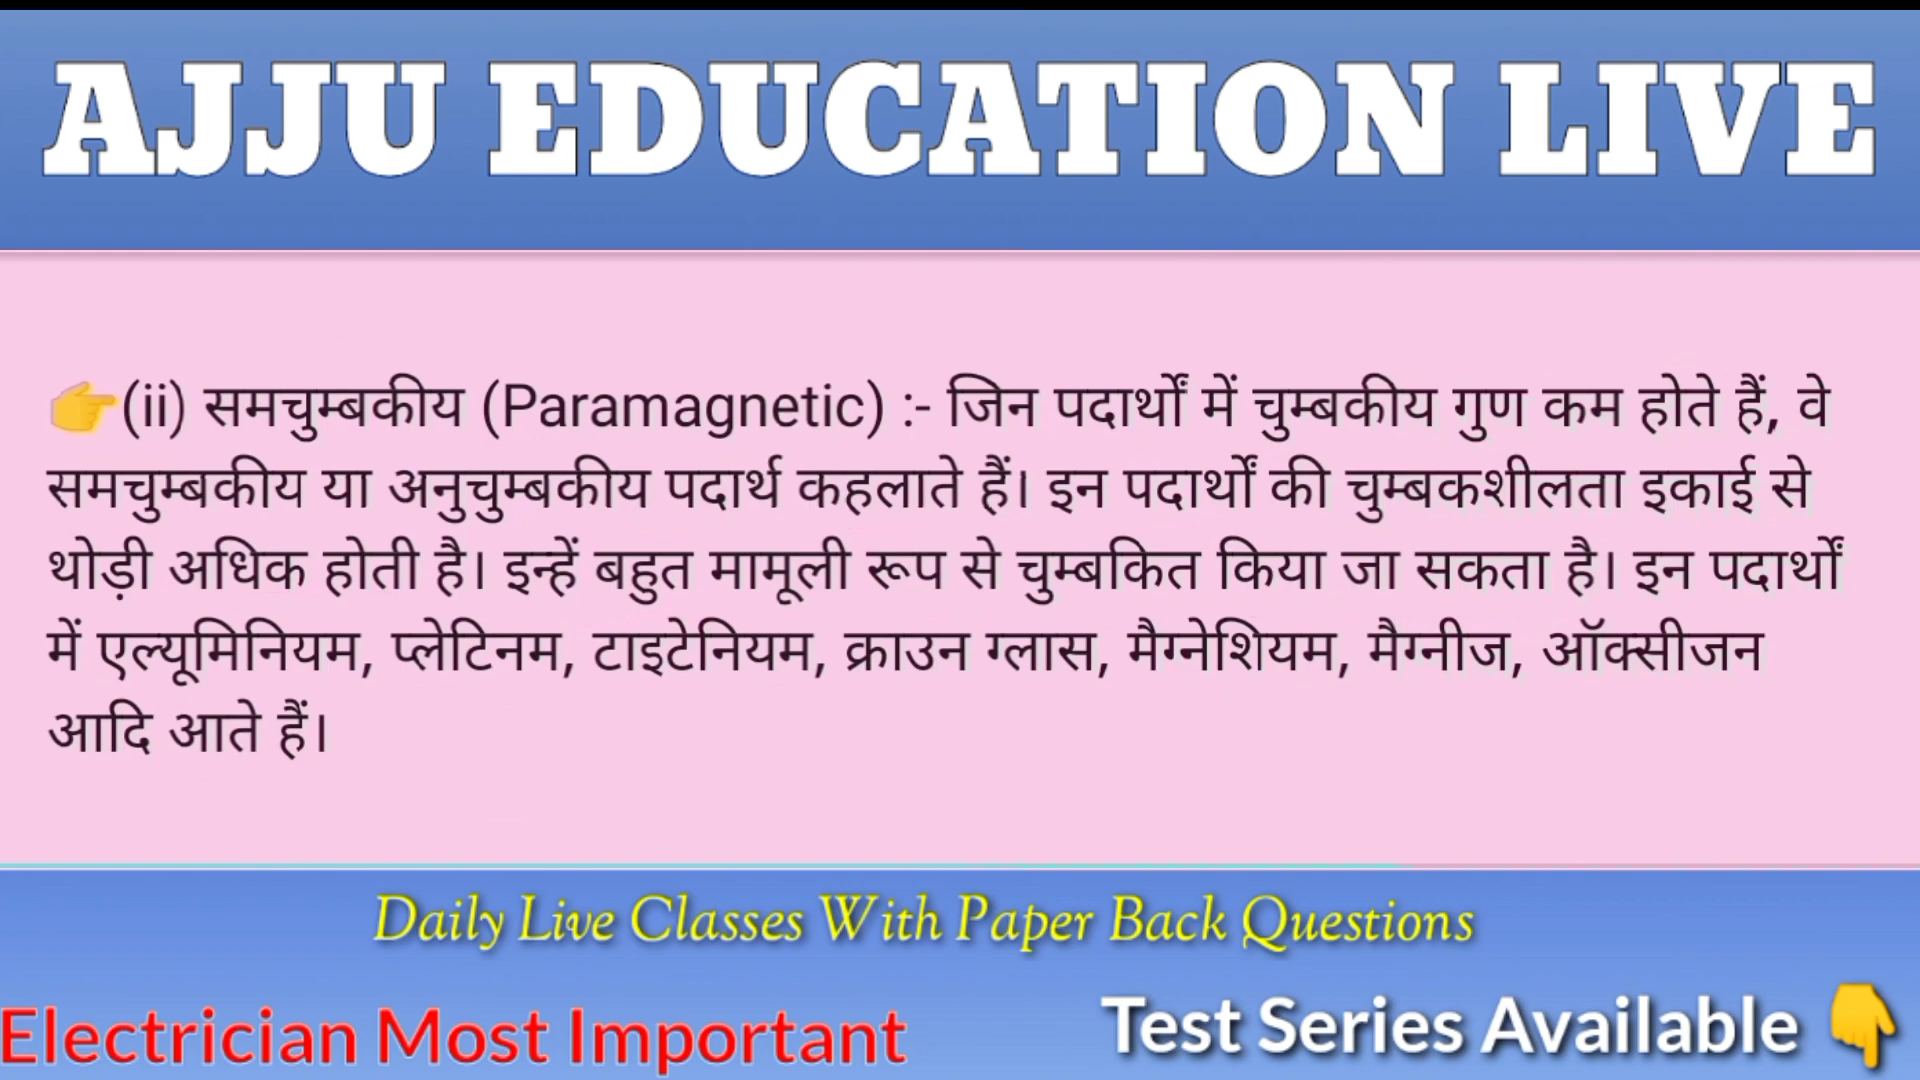 AJJU EDUCATION LIVE
👉(ii) समचुम्बकीय (Paramagnetic) :- जिन पदार्थों में चुम्बकीय गुण कम होते हैं, वे
समचुम्बकीय या अनुचुम्बकीय पदार्थ कहलाते हैं। इन पदार्थों की चुम्बकशीलता इकाई से
थोड़ी अधिक होती है। इन्हें बहुत मामूली रूप से चुम्बकित किया जा सकता है। इन पदार्थों
में एल्यूमिनियम, प्लेटिनम, टाइटेनियम, क्राउन ग्लास, मैग्नेशियम, मैग्नीज, ऑक्सीजन
आदि आते हैं।
Daily Live Classes With Paper Back Questions
Electrician Most Important
Test Series Available 👇